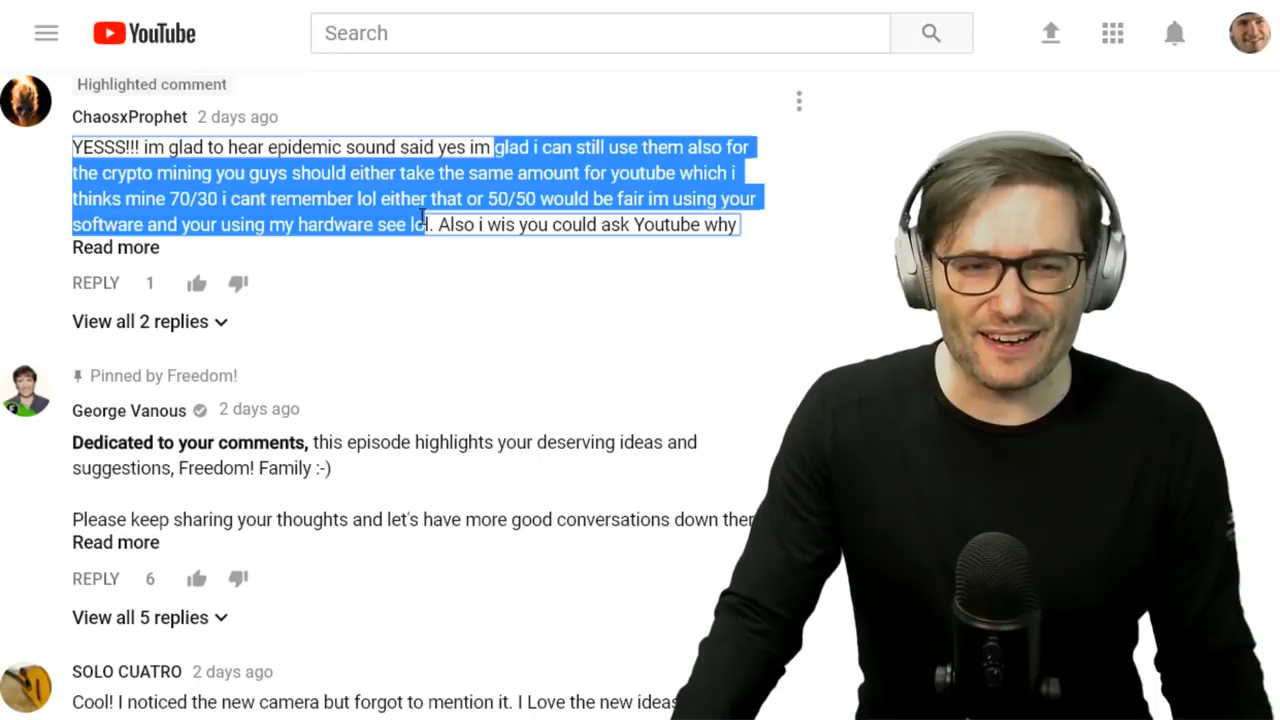 YouTube
Search
Highlighted comment
ChaosxProphet 2 days ago
YESSS!!! im glad to hear epidemic sound said yes im glad i can still use them also for
the crypto mining you guys should either take the same amount for youtube which i
thinks mine 70/30 i cant remember lol either that or 50/50 would be fair im using your
software and your using my hardware see lol. Also i wis you could ask Youtube why
Read more
REPLY 1
View all 2 replies
Pinned by Freedom!
George Vanous 2 days ago
Dedicated to your comments, this episode highlights your deserving ideas and
suggestions, Freedom! Family :-)
Please keep sharing your thoughts and let's have more good conversations down ther
Read more
REPLY 6
View all 5 replies
SOLO CUATRO 2 days ago
Cool! I noticed the new camera but forgot to mention it. I Love the new ideas